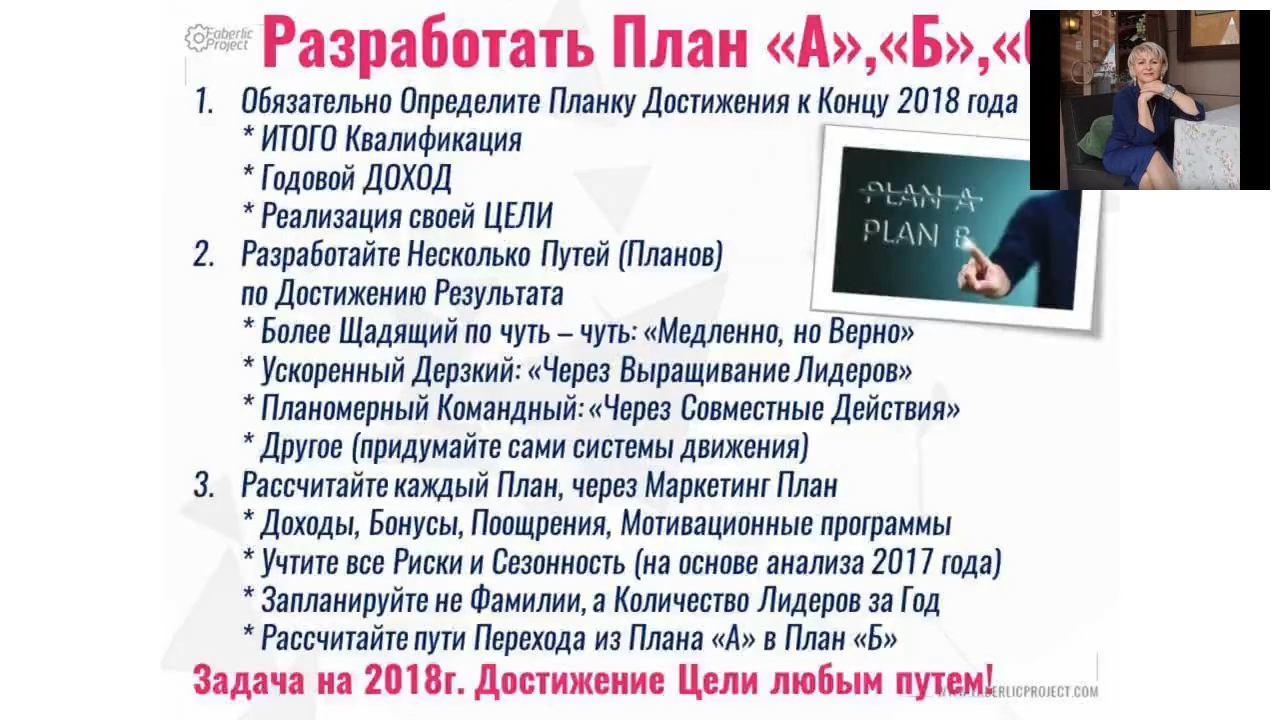 Faberlic
Project
Разработать План «А»,«Б»,«
1. Обязательно Определите Планку Достижения к Концу 2018 года
* ИТОГО Квалификация
* Годовой ДОХОД
* Реализация своей ЦЕЛИ
2. Разработайте Несколько Путей (Планов)
по Достижению Результата
* Более Щадящий по чуть – чуть: «Медленно, но Верно»
* Ускоренный Дерзкий: «Через Выращивание Лидеров»
* Планомерный Командный: «Через Совместные Действия»
* Другое (придумайте сами системы движения)
3. Рассчитайте каждый План, через Маркетинг План
* Доходы, Бонусы, Поощрения, Мотивационные программы
* Учтите все Риски и Сезонность (на основе анализа 2017 года)
* Запланируйте не Фамилии, а Количество Лидеров за Год
* Рассчитайте пути Перехода из Плана «А» в План «Б»
Задача на 2018г. Достижение Цели любым путем!
WWW.FABERLICPROJECT.COM
PLAN A
PLAN B